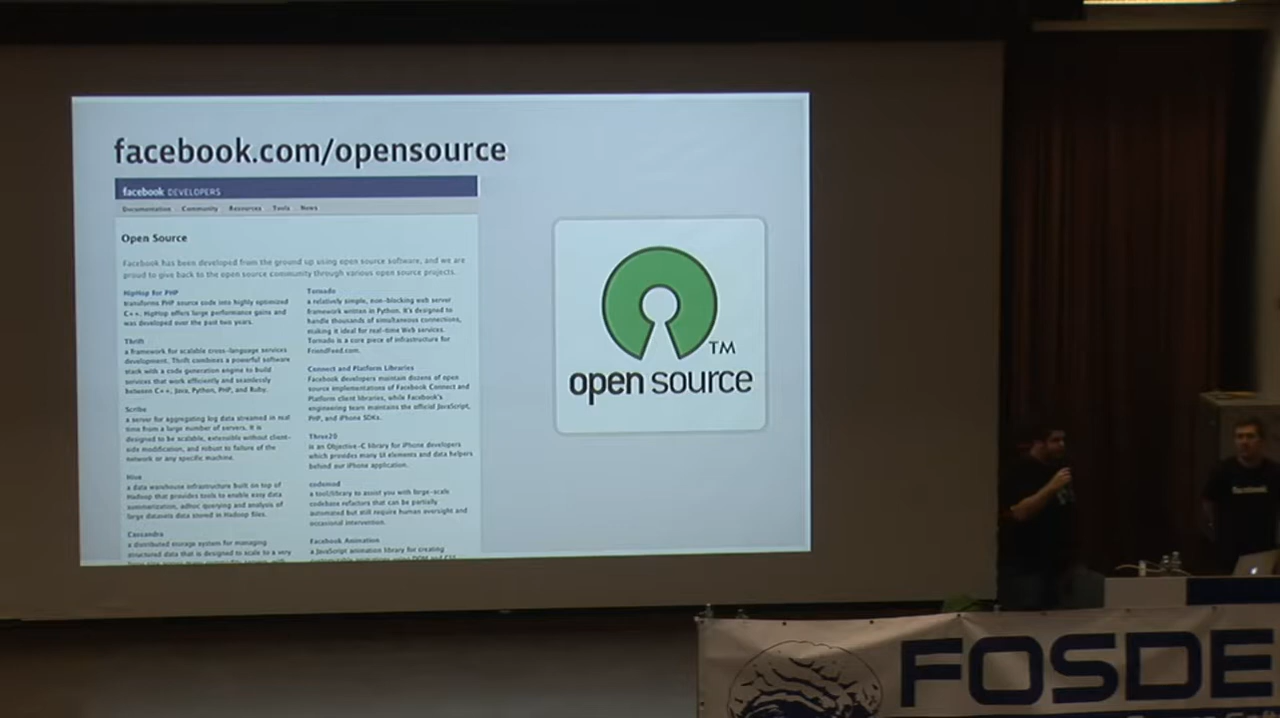 facebook.com/opensource
facebook DEVELOPERS
Documentation Community Resources Tools News
Open Source
Facebook has been developed from the ground up using open source software, and we are
proud to give back to the open source community through various open source projects.
HipHop for PHP
transforms PHP source code into highly optimized
C++. HipHop offers large performance gains and
was developed over the past two years.
Thrift
a framework for scalable cross-language services
development. Thrift combines a powerful software
stack with a code generation engine to build
services that work efficiently and seamlessly
between C++, Java, Python, PHP, and Ruby.
Scribe
a server for aggregating log data streamed in real
time from a large number of servers. It is
designed to be scalable, extensible without client-
side modification, and robust to failure of the
network or any specific machine.
Hive
a data warehouse infrastructure built on top of
Hadoop that provides tools to enable easy data
summarization, adhoc querying and analysis of
large datasets data stored in Hadoop files.
Cassandra
a distributed storage system for managing
structured data that is designed to scale to a very
Tornado
a relatively simple, non-blocking web server
framework written in Python. It's designed to
handle thousands of simultaneous connections,
making it ideal for real-time Web services.
Tornado is a core piece of infrastructure for
FriendFeed.com.
Connect and Platform Libraries
Facebook developers maintain dozens of open
source implementations of Facebook Connect and
Platform client libraries, while Facebook's
engineering team maintains the official JavaScript,
PHP, and iPhone SDKs.
Three20
is an Objective-C library for iPhone developers
which provides many UI elements and data helpers
behind our iPhone application.
codemod
a tool/library to assist you with large-scale
codebase refactors that can be partially
automated but still require human oversight and
occasional intervention.
Facebook Animation
a JavaScript animation library for creating
TM
open source
FOSDE